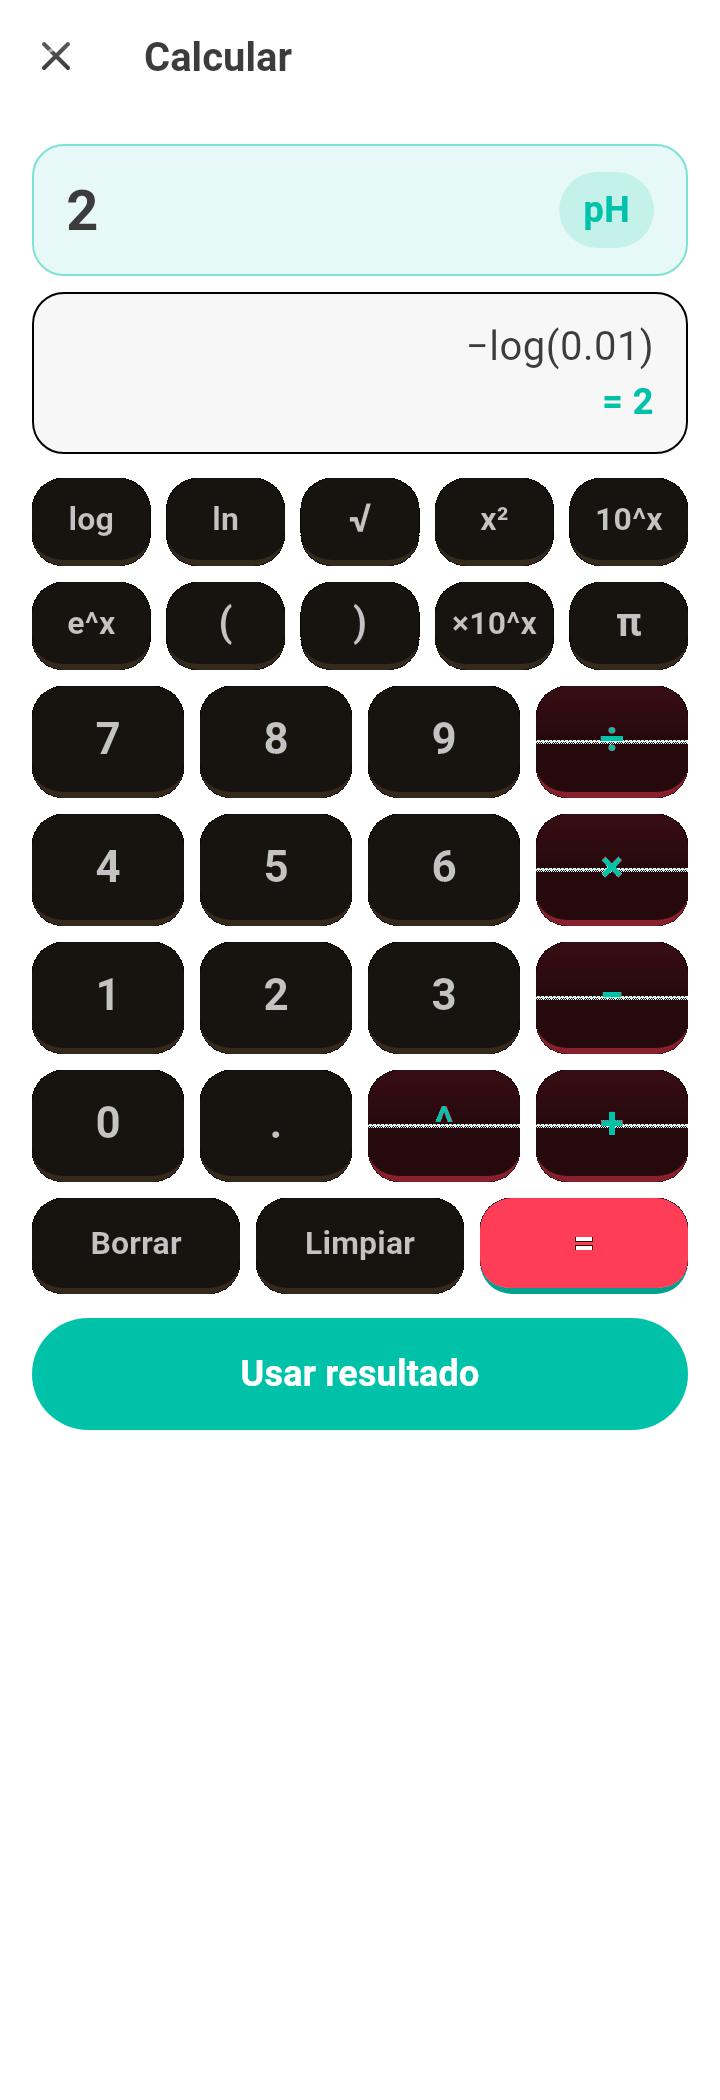 Calcular
2 pH
−log(0.01)
= 2
log ln √ x² 10^x
e^x ( ) ×10^x π
7 8 9 ÷
4 5 6 ×
1 2 3 −
0 . ^ +
Borrar Limpiar =
Usar resultado